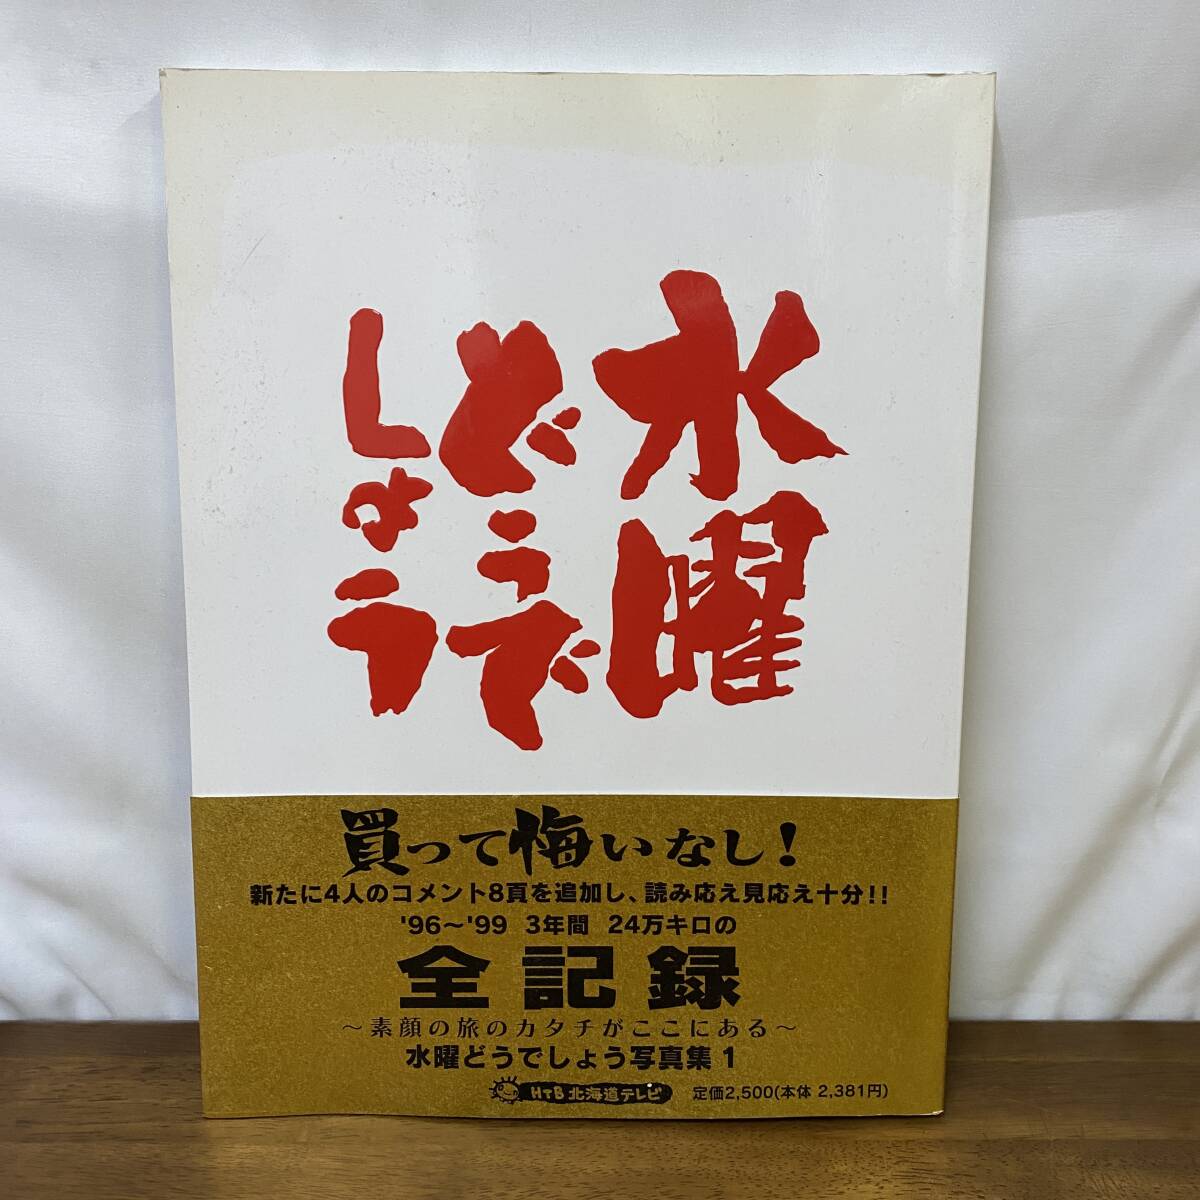 水曜
どうで
しょう
買って悔いなし!
新たに4人のコメント8頁を追加し、読み応え見応え十分!!
'96〜'99 3年間 24万キロの
全記録
〜素顔の旅のカタチがここにある〜
水曜どうでしょう写真集1
HTB 北海道テレビ 定価2,500(本体 2,381円)